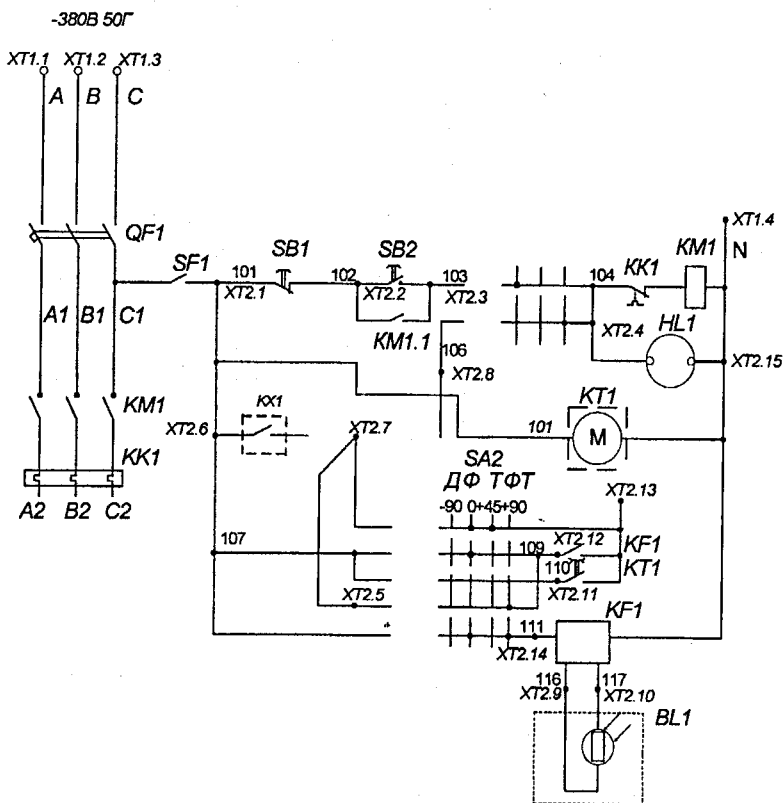 -380В 50Г
XT1.1 XT1.2 XT1.3
A B C
QF1
XT1.4
N
SF1
101
XT2.1
SB1
102
SB2
XT2.2
103
XT2.3
104
KK1
KM1
A1 B1 C1
KM1.1
XT2.4
HL1
106
XT2.8
XT2.15
KM1
KX1
XT2.6
XT2.7
101
KT1
M
KK1
SA2
A2 B2 C2
ДФ ТФТ
-90 0+45+90
XT2.13
107
109
XT2.12
KF1
110
KT1
XT2.5
XT2.11
KF1
111
XT2.14
116
XT2.9
117
XT2.10
BL1